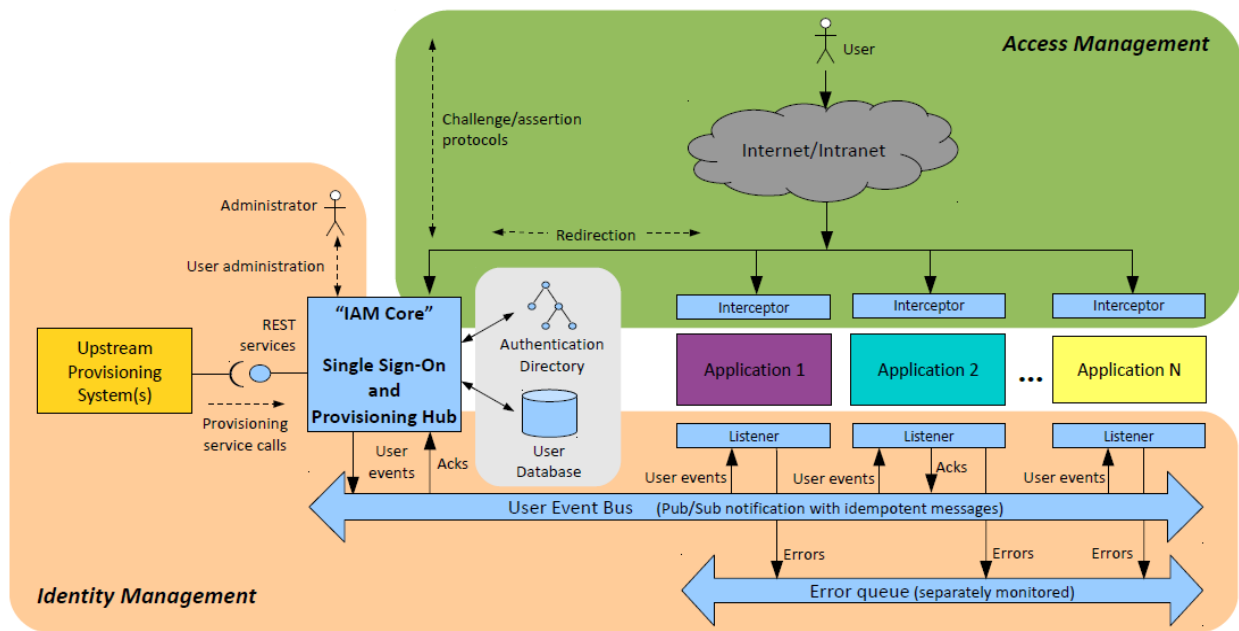 Access Management
User
Challenge/assertion
protocols
Internet/Intranet
Administrator
Redirection
User administration
Interceptor
Interceptor
Interceptor
"IAM Core"
Single Sign-On
and
Provisioning Hub
REST
services
Upstream
Provisioning
System(s)
Authentication
Directory
Application 1
Application 2
...
Application N
Provisioning
service calls
User
Database
Listener
Listener
Listener
User
events
Acks
User events
User events
Acks
User events
User Event Bus (Pub/Sub notification with idempotent messages)
Errors
Errors
Errors
Error queue (separately monitored)
Identity Management